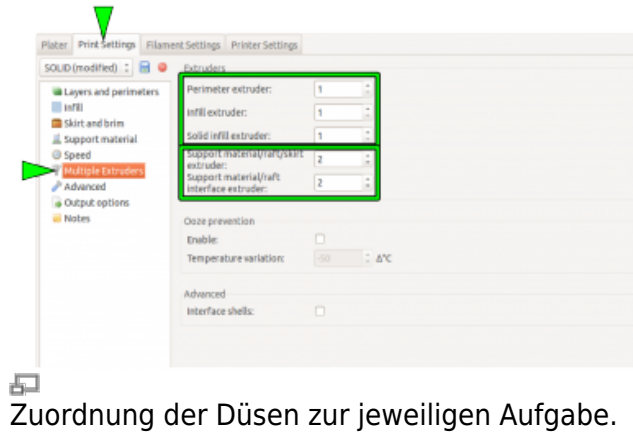 Plater Print Settings Filament Settings Printer Settings
SOLID (modified)
Extruders
Layers and perimeters
Infill
Skirt and brim
Support material
Speed
Multiple Extruders
Advanced
Output options
Notes
Perimeter extruder: 1
Infill extruder: 1
Solid infill extruder: 1
Support material/raft/skirt
extruder: 2
Support material/raft
interface extruder: 2
Ooze prevention
Enable:
Temperature variation: -50 Δ°C
Advanced
Interface shells:
Zuordnung der Düsen zur jeweiligen Aufgabe.